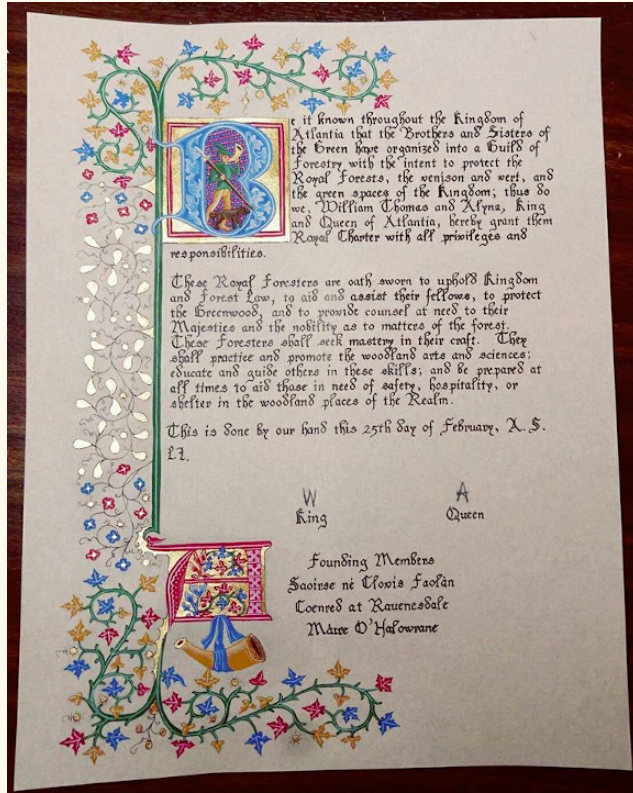 Be it known throughout the Kingdom of
Atlantia that the Brothers and Sisters of
the Green have organized into a Guild of
Forestry with the intent to protect the
Royal Forests, the venison and vert, and
the green spaces of the Kingdom; thus do
we, William Thomas and Alyna, King
and Queen of Atlantia, hereby grant them
Royal Charter with all privileges and
responsibilities.
These Royal Foresters are oath sworn to uphold Kingdom
and Forest Law, to aid and assist their fellows, to protect
the Greenwood, and to provide counsel at need to their
Majesties and the nobility as to matters of the forest.
These Foresters shall seek mastery in their craft. They
shall practice and promote the woodland arts and sciences;
educate and guide others in these skills; and be prepared at
all times to aid those in need of safety, hospitality, or
shelter in the woodland places of the Realm.
This is done by our hand this 25th day of February, A. S.
LI.
W A
King Queen
Founding Members
Saoirse né Clovis Faolàn
Coenred at Rauenesdale
Màire O'Halowrane